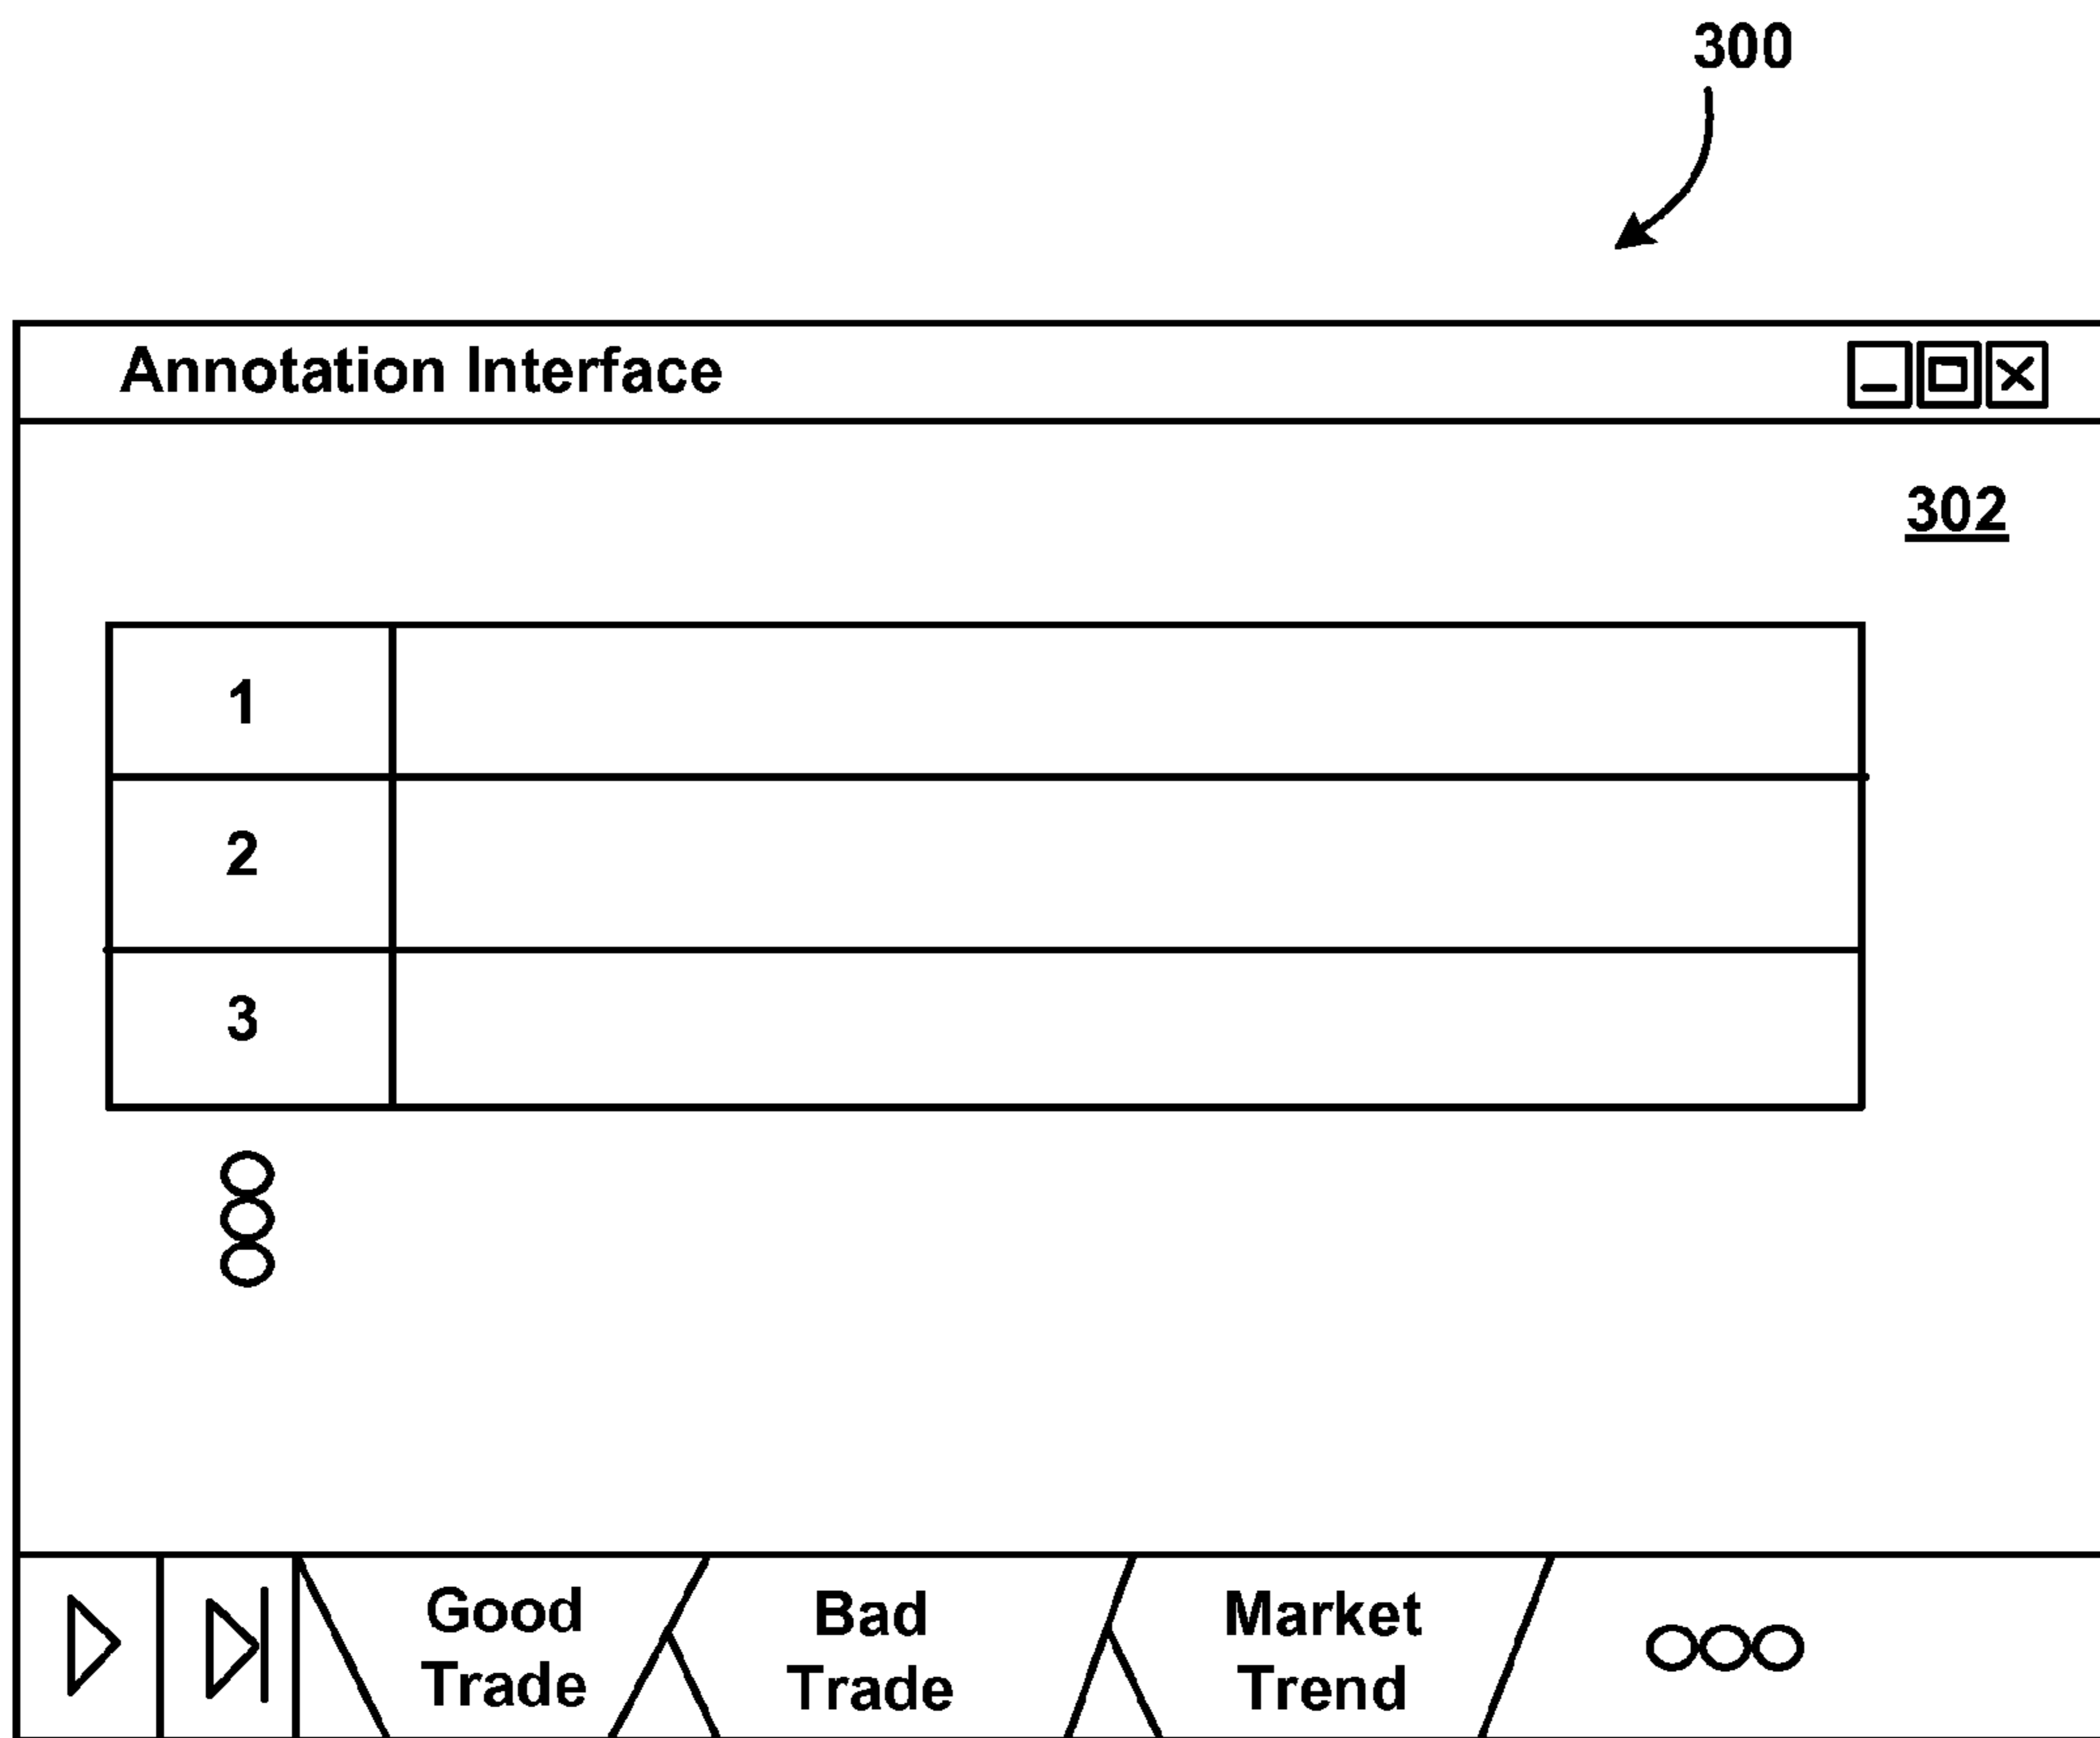 300
Annotation Interface
302
1
2
3
Good
Trade
Bad
Trade
Market
Trend